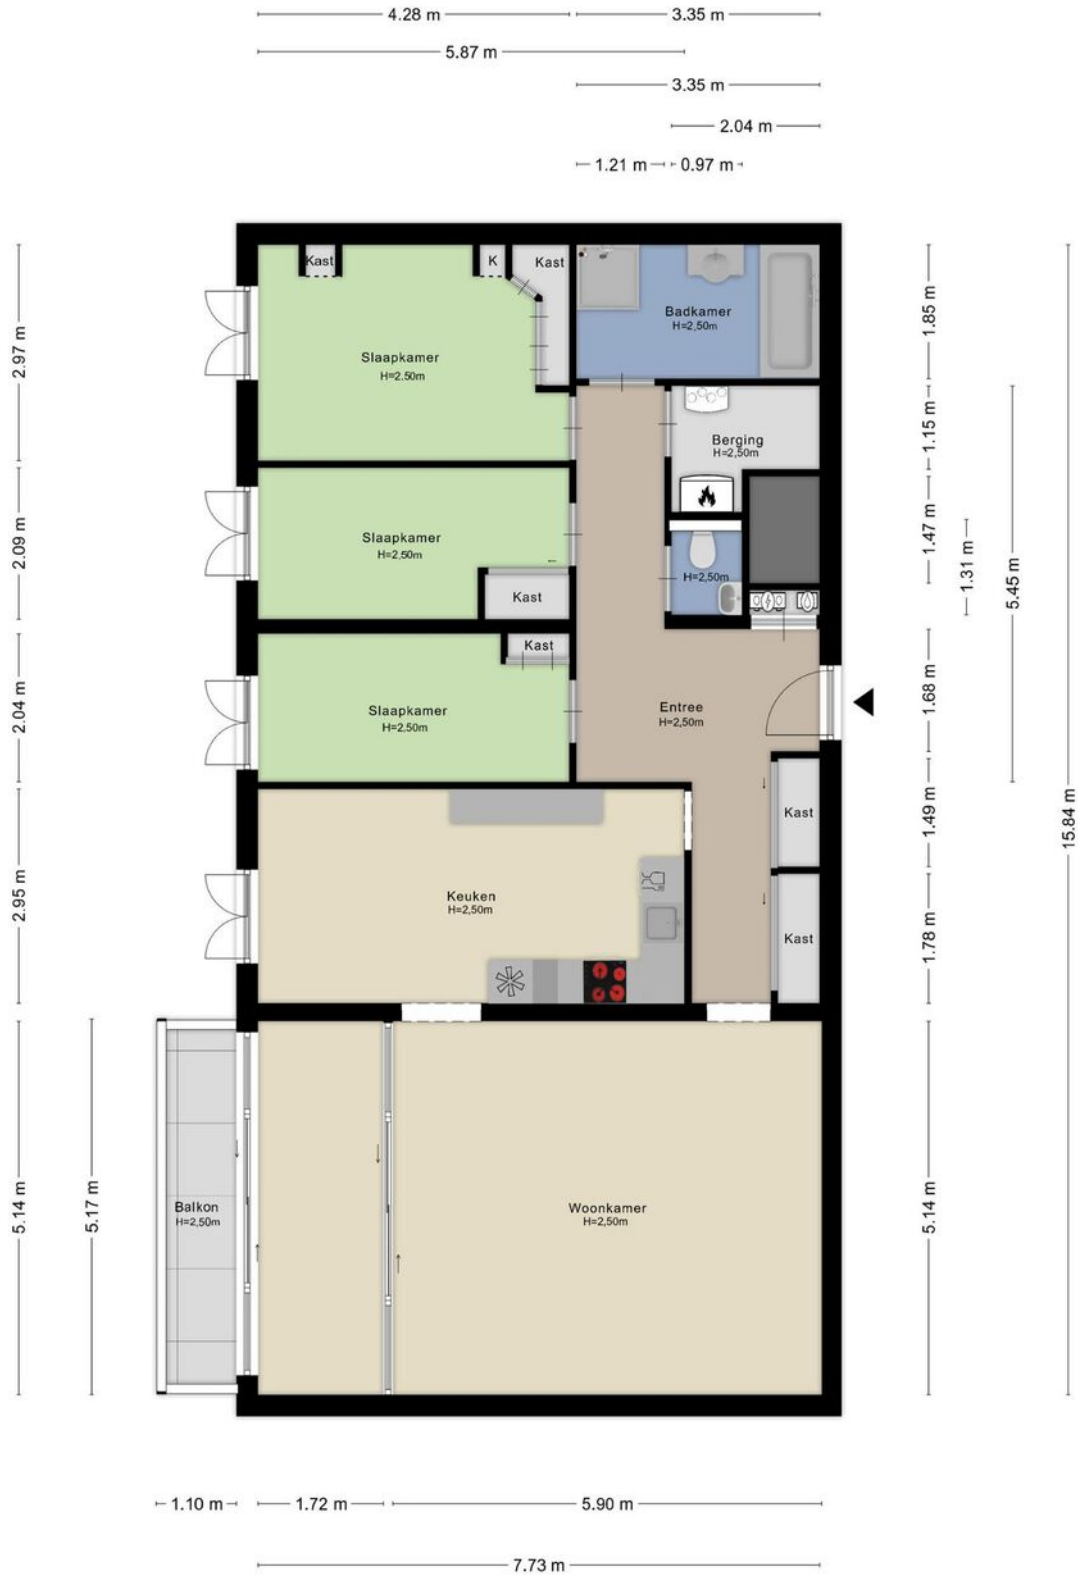 4.28 m
3.35 m
5.87 m
3.35 m
2.04 m
1.21 m
0.97 m
Kast
K
Kast
Badkamer
H=2,50m
Slaapkamer
H=2,50m
2.97 m
1.85 m
Berging
H=2,50m
1.15 m
Slaapkamer
H=2,50m
2.09 m
H=2,50m
Kast
1.47 m
1.31 m
5.45 m
Kast
Slaapkamer
H=2,50m
2.04 m
Entree
H=2,50m
1.68 m
Kast
1.49 m
15.84 m
Keuken
H=2,50m
2.95 m
Kast
1.78 m
5.14 m
5.17 m
Balkon
H=2,50m
Woonkamer
H=2,50m
5.14 m
1.10 m
1.72 m
5.90 m
7.73 m